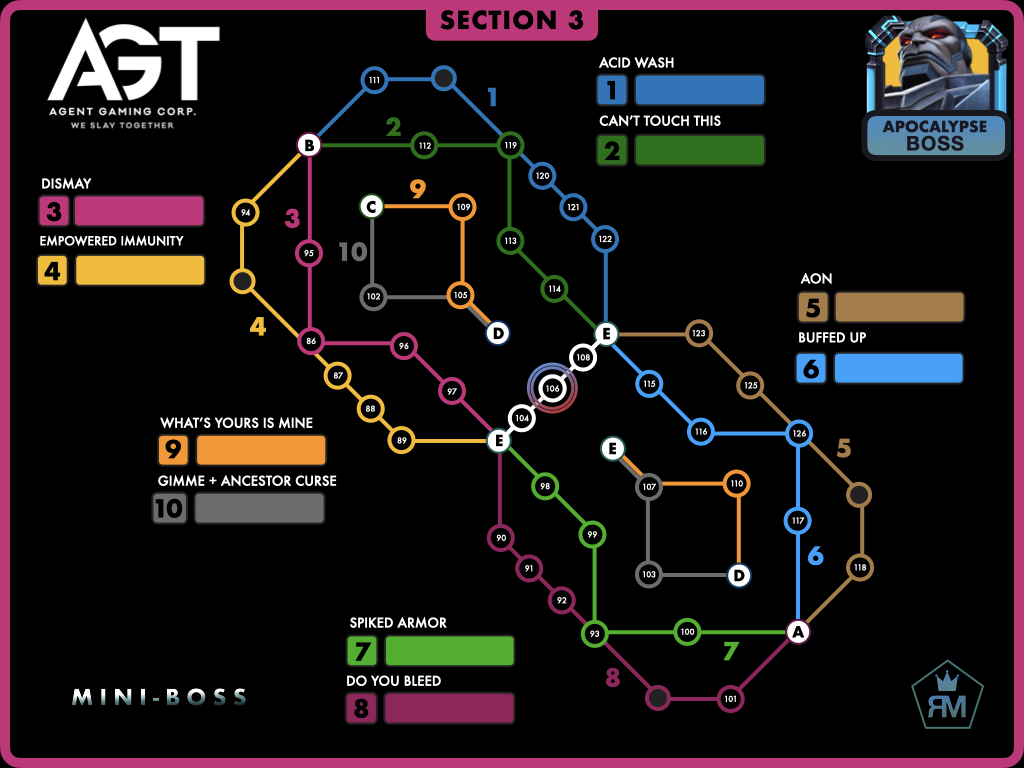 SECTION 3
AGT
AGENT GAMING CORP.
WE SLAY TOGETHER
APOCALYPSE
BOSS
ACID WASH
1
CAN'T TOUCH THIS
2
DISMAY
3
EMPOWERED IMMUNITY
4
AON
5
BUFFED UP
6
WHAT'S YOURS IS MINE
9
GIMME + ANCESTOR CURSE
10
SPIKED ARMOR
7
DO YOU BLEED
8
MINI-BOSS
RM
111
1
B
2
112
119
120
94
3
95
C
9
109
121
10
113
122
102
105
114
4
D
E
123
86
96
108
87
97
106
115
125
88
104
89
E
116
126
5
E
98
107
110
117
6
90
99
91
103
D
118
92
93
100
7
A
8
101